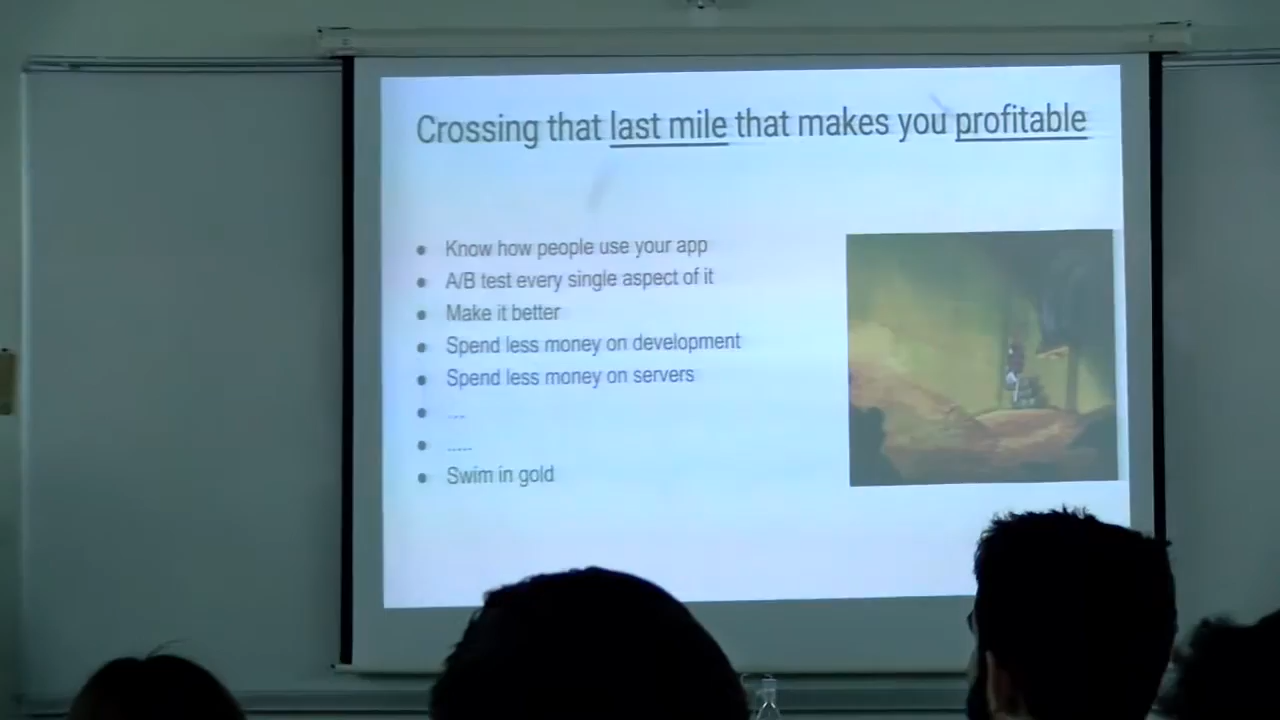 Crossing that last mile that makes you profitable
Know how people use your app
A/B test every single aspect of it
Make it better
Spend less money on development
Spend less money on servers
....
.....
Swim in gold